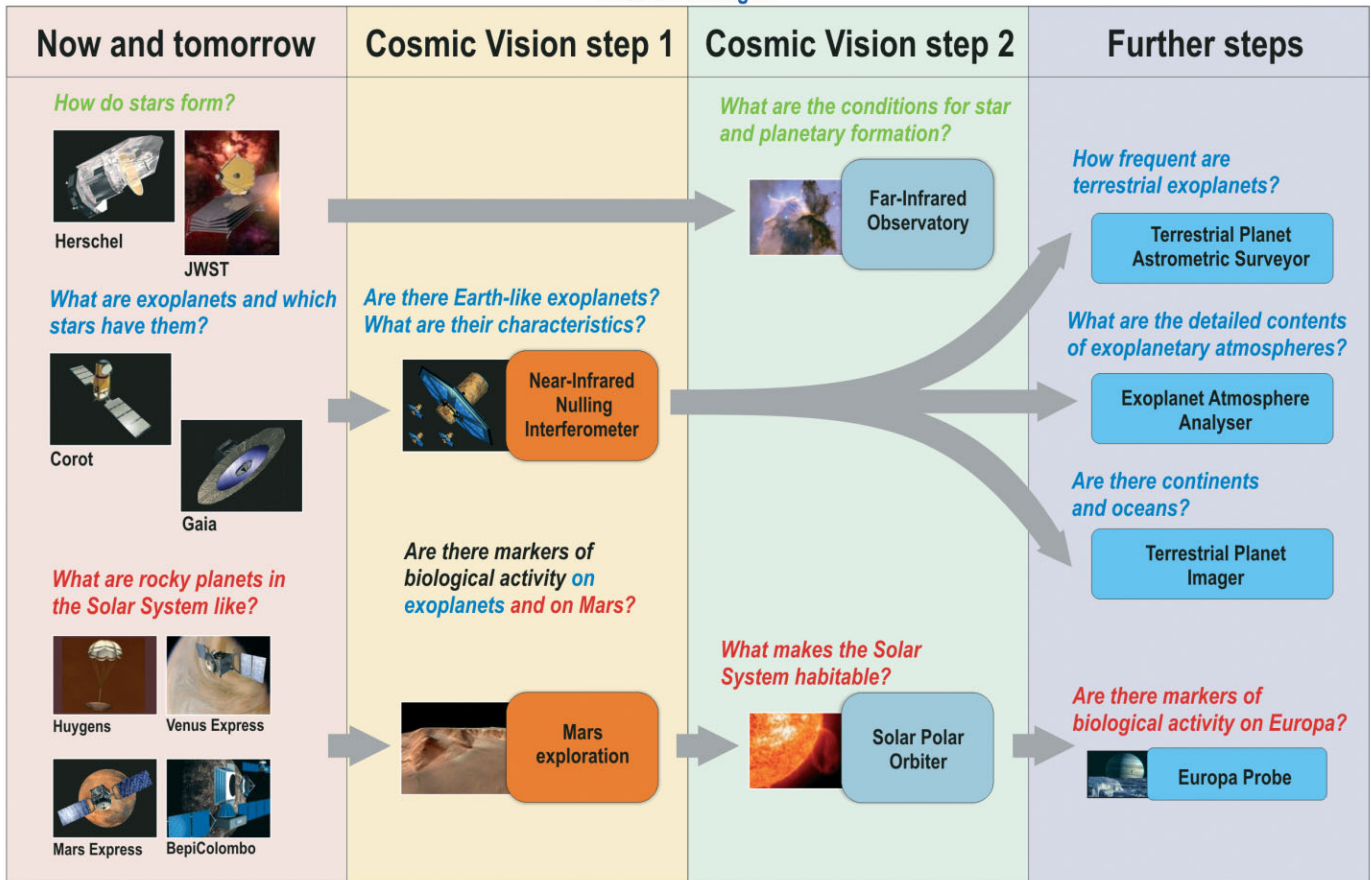 Now and tomorrow
Cosmic Vision step 1
Cosmic Vision step 2
Further steps
How do stars form?
Herschel
JWST
What are exoplanets and which
stars have them?
Corot
Gaia
What are rocky planets in
the Solar System like?
Huygens
Venus Express
Mars Express
BepiColombo
Are there Earth-like exoplanets?
What are their characteristics?
Near-Infrared
Nulling
Interferometer
Are there markers of
biological activity on
exoplanets and on Mars?
Mars
exploration
What are the conditions for star
and planetary formation?
Far-Infrared
Observatory
What makes the Solar
System habitable?
Solar Polar
Orbiter
How frequent are
terrestrial exoplanets?
Terrestrial Planet
Astrometric Surveyor
What are the detailed contents
of exoplanetary atmospheres?
Exoplanet Atmosphere
Analyser
Are there continents
and oceans?
Terrestrial Planet
Imager
Are there markers of
biological activity on Europa?
Europa Probe